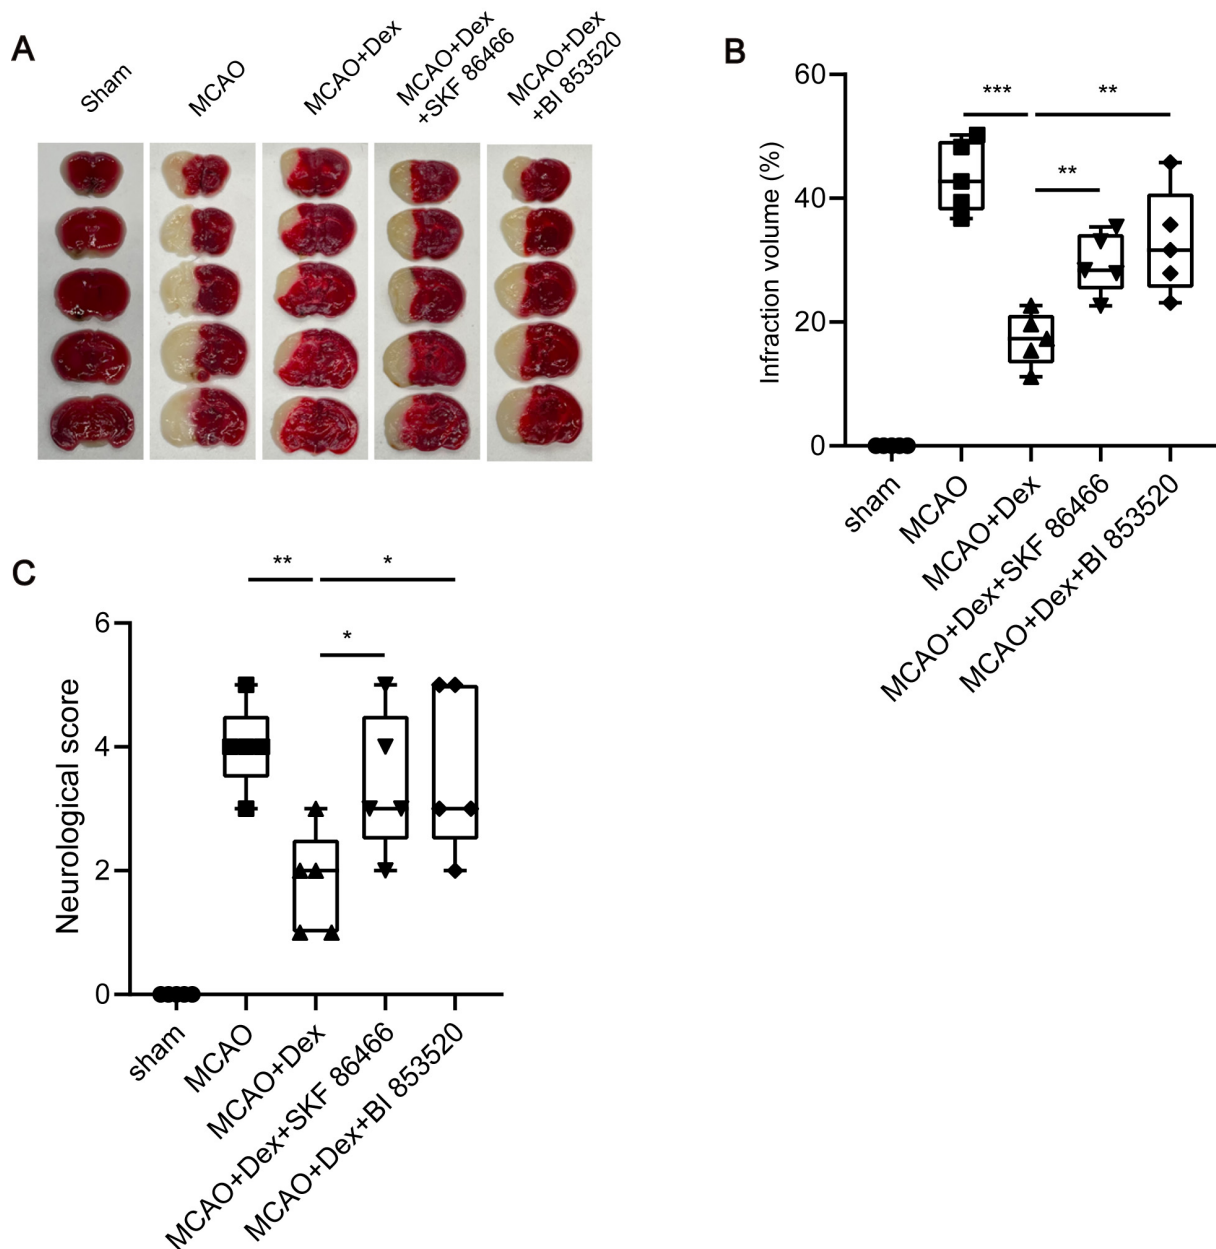 A
Sham
MCAO
MCAO+Dex
MCAO+Dex
+SKF 86466
MCAO+Dex
+BI 853520
B
Infraction volume (%)
60
40
20
0
***
**
**
sham
MCAO
MCAO+Dex
MCAO+Dex+SKF 86466
MCAO+Dex+BI 853520
C
Neurological score
6
4
2
0
**
*
*
sham
MCAO
MCAO+Dex
MCAO+Dex+SKF 86466
MCAO+Dex+BI 853520